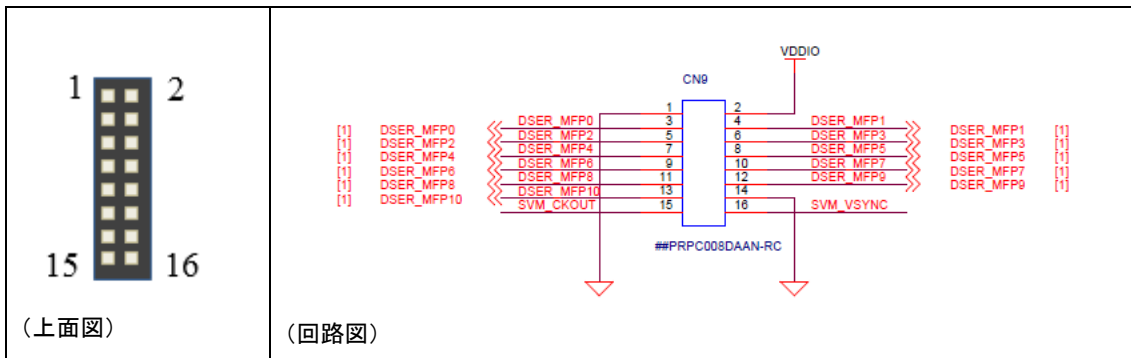 1 2
15 16
（上面図）
VDDIO
CN9
1 2
DSER_MFP0 3 4 DSER_MFP1
DSER_MFP2 5 6 DSER_MFP3
DSER_MFP4 7 8 DSER_MFP5
DSER_MFP6 9 10 DSER_MFP7
DSER_MFP8 11 12 DSER_MFP9
DSER_MFP10 13 14
SVM_CKOUT 15 16 SVM_VSYNC
[1] DSER_MFP0
[1] DSER_MFP2
[1] DSER_MFP4
[1] DSER_MFP6
[1] DSER_MFP8
[1] DSER_MFP10
DSER_MFP1 [1]
DSER_MFP3 [1]
DSER_MFP5 [1]
DSER_MFP7 [1]
DSER_MFP9 [1]
##PRPC008DAAN-RC
（回路図）